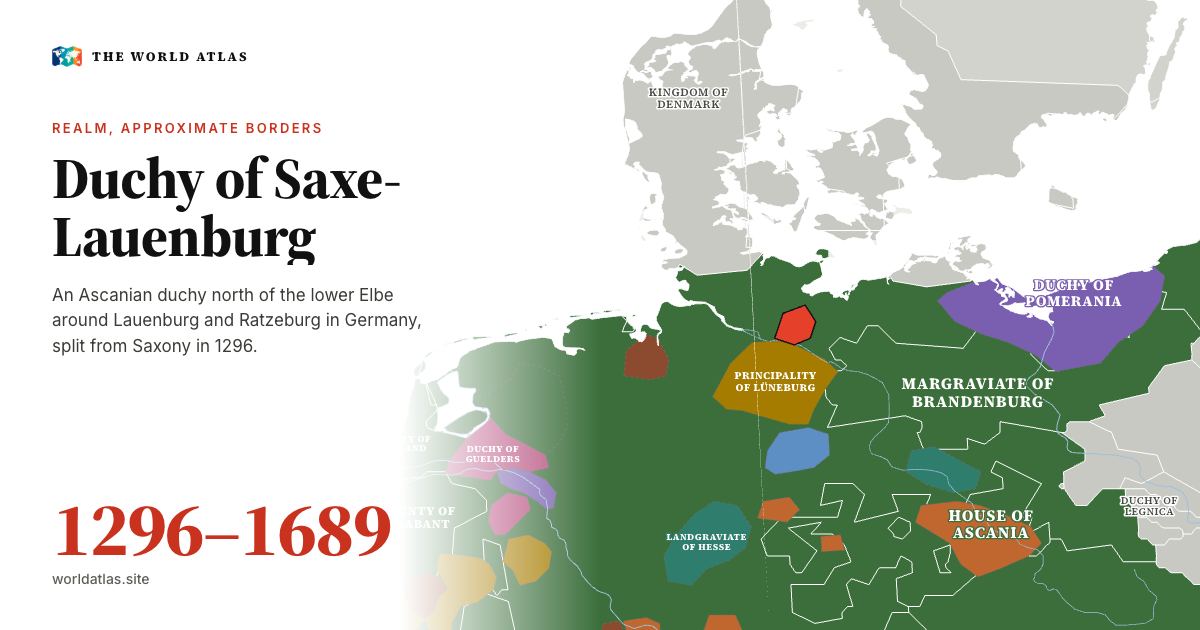 THE WORLD ATLAS
REALM, APPROXIMATE BORDERS
Duchy of Saxe-
Lauenburg
An Ascanian duchy north of the lower Elbe
around Lauenburg and Ratzeburg in Germany,
split from Saxony in 1296.
1296–1689
worldatlas.site
KINGDOM OF
DENMARK
DUCHY OF
POMERANIA
PRINCIPALITY
OF LÜNEBURG
MARGRAVIATE OF
BRANDENBURG
DUCHY OF
GUELDERS
LANDGRAVIATE
OF HESSE
HOUSE OF
ASCANIA
DUCHY OF
LEGNICA